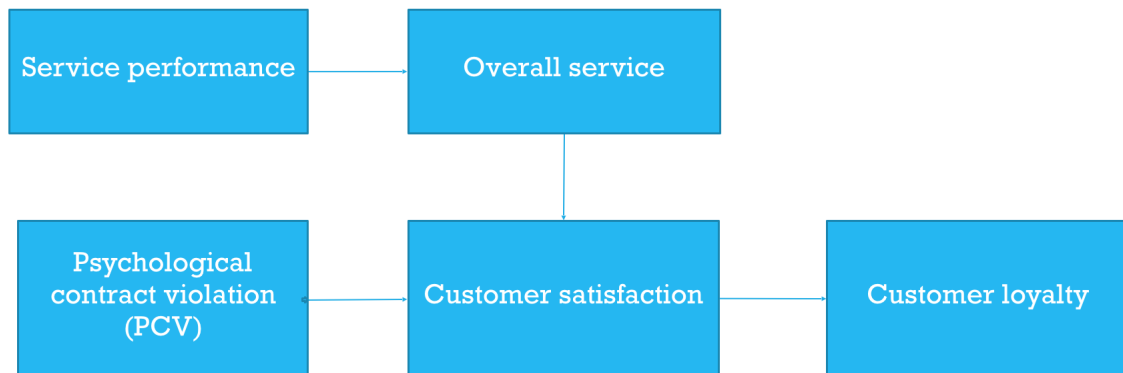 Service performance
Overall service
Psychological
contract violation
(PCV)
Customer satisfaction
Customer loyalty